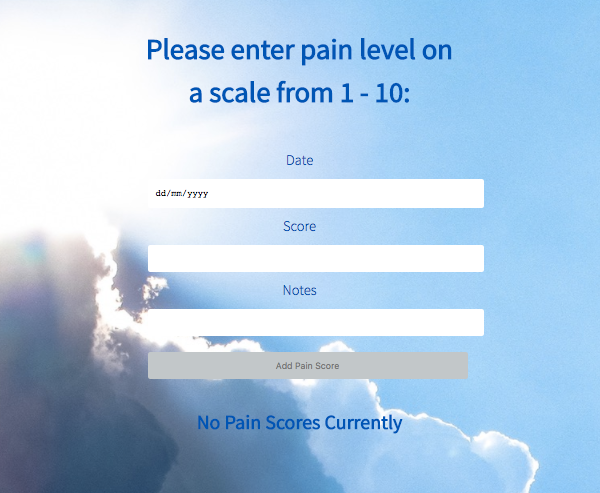 Please enter pain level on
a scale from 1 - 10:
Date
dd/mm/yyyy
Score
Notes
Add Pain Score
No Pain Scores Currently